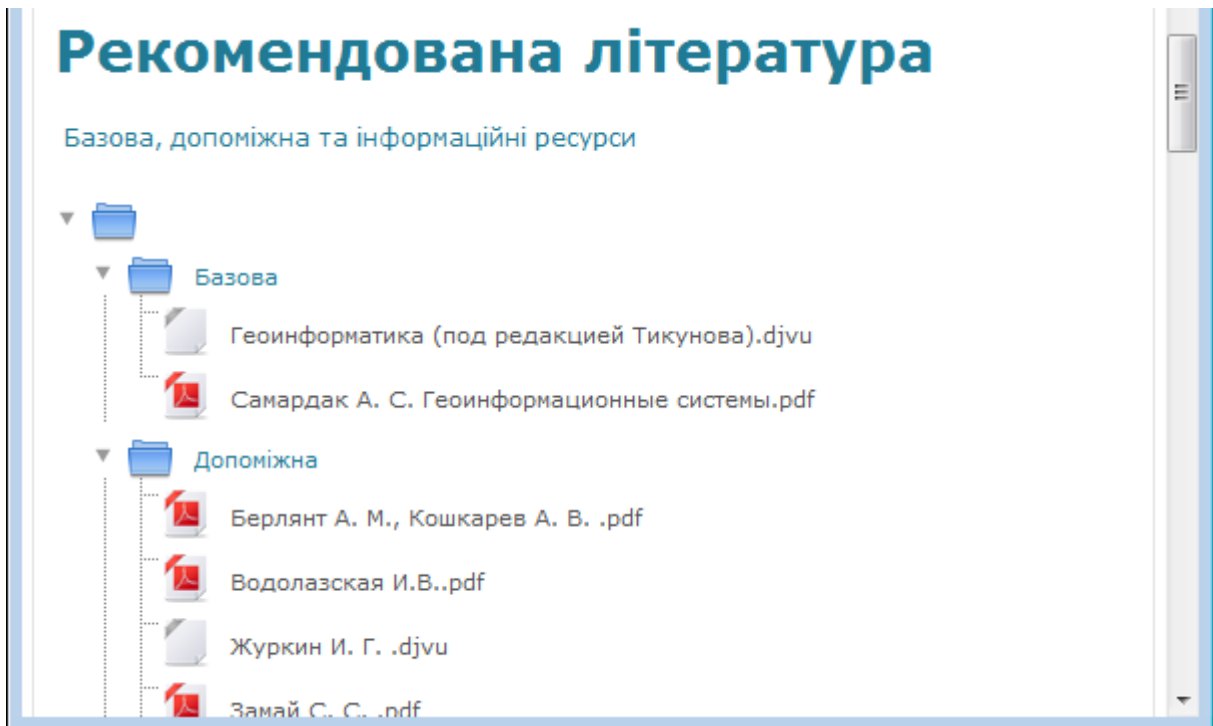 Рекомендована література
Базова, допоміжна та інформаційні ресурси
Базова
Геоинформатика (под редакцией Тикунова).djvu
Самардак А. С. Геоинформационные системы.pdf
Допоміжна
Берлянт А. М., Кошкарев А. В. .pdf
Водолазская И.В..pdf
Журкин И. Г. .djvu
Замай С. С. .pdf